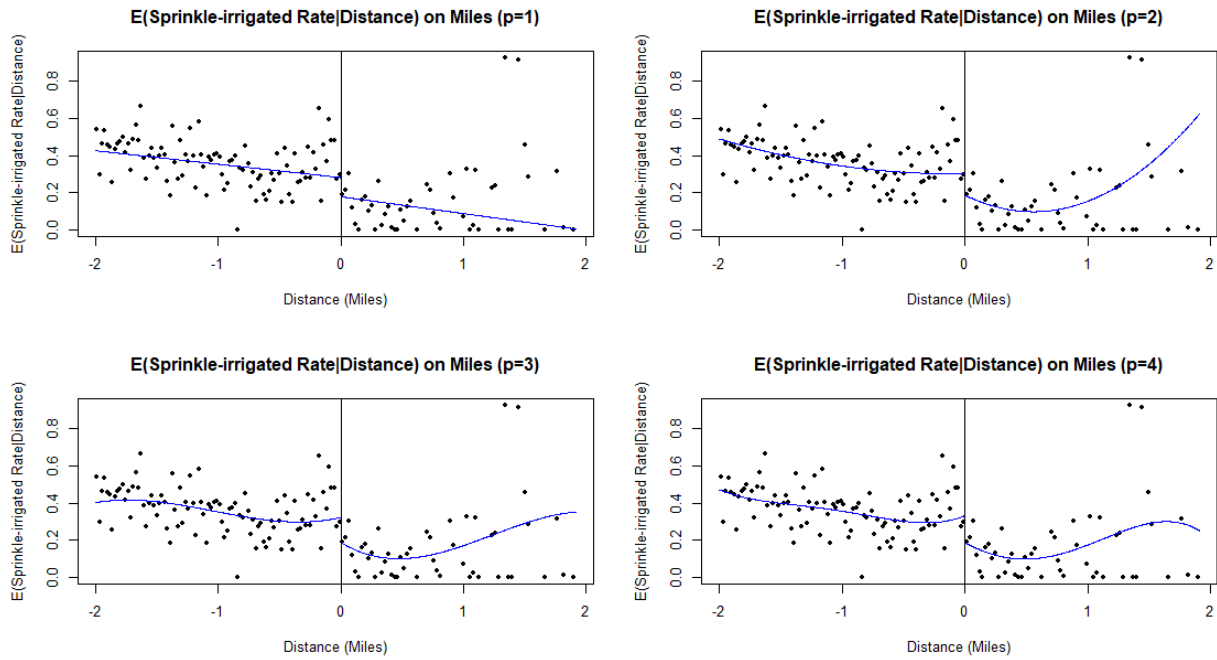 E(Sprinkle-irrigated Rate|Distance) on Miles (p=1)
E(Sprinkle-irrigated Rate|Distance)
0.0 0.2 0.4 0.6 0.8
-2 -1 0 1 2
Distance (Miles)
E(Sprinkle-irrigated Rate|Distance) on Miles (p=2)
E(Sprinkle-irrigated Rate|Distance)
0.0 0.2 0.4 0.6 0.8
-2 -1 0 1 2
Distance (Miles)
E(Sprinkle-irrigated Rate|Distance) on Miles (p=3)
E(Sprinkle-irrigated Rate|Distance)
0.0 0.2 0.4 0.6 0.8
-2 -1 0 1 2
Distance (Miles)
E(Sprinkle-irrigated Rate|Distance) on Miles (p=4)
E(Sprinkle-irrigated Rate|Distance)
0.0 0.2 0.4 0.6 0.8
-2 -1 0 1 2
Distance (Miles)